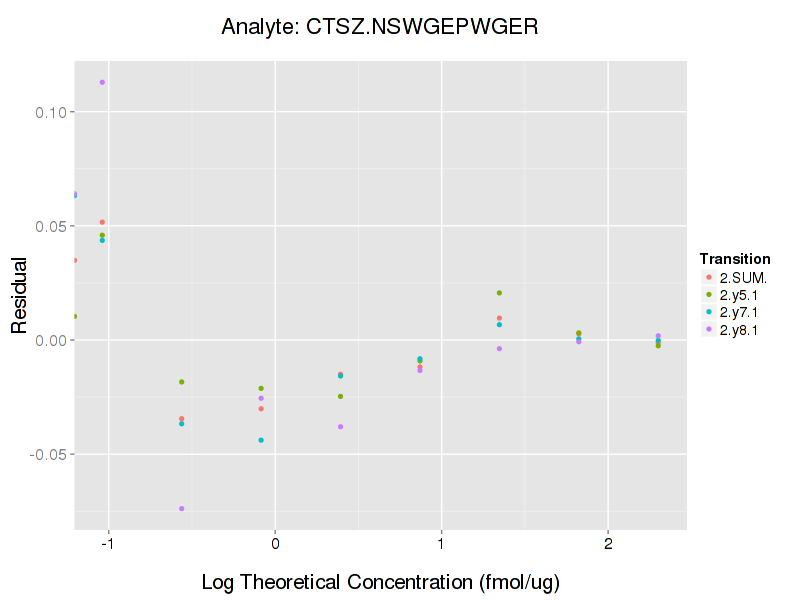 Analyte: CTSZ.NSWGEPWGER
0.10
0.05
0.00
-0.05
Residual
-1
0
1
2
Log Theoretical Concentration (fmol/ug)
Transition
2.SUM.
2.y5.1
2.y7.1
2.y8.1